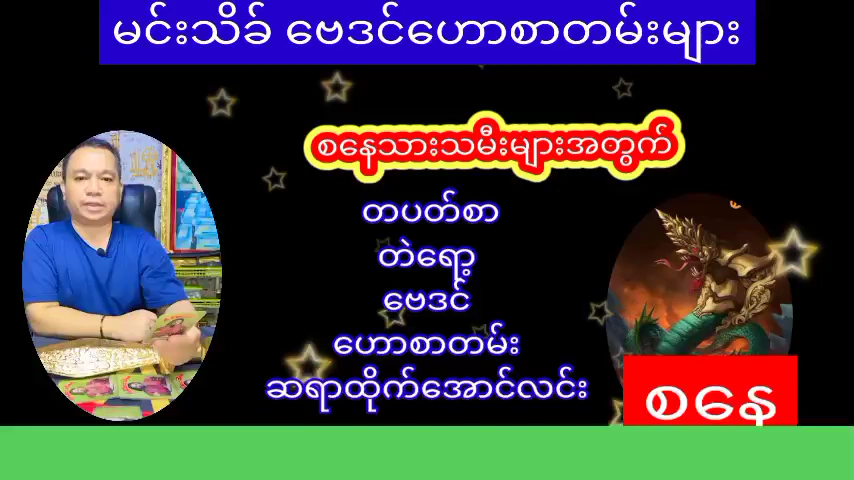 မင်းသိခ် ဗေဒင်ဟောစာတမ်းများ
စနေသားသမီးများအတွက်
တပတ်စာ
တဲရော့
ဗေဒင်
ဟောစာတမ်း
ဆရာထိုက်အောင်လင်း
စနေ